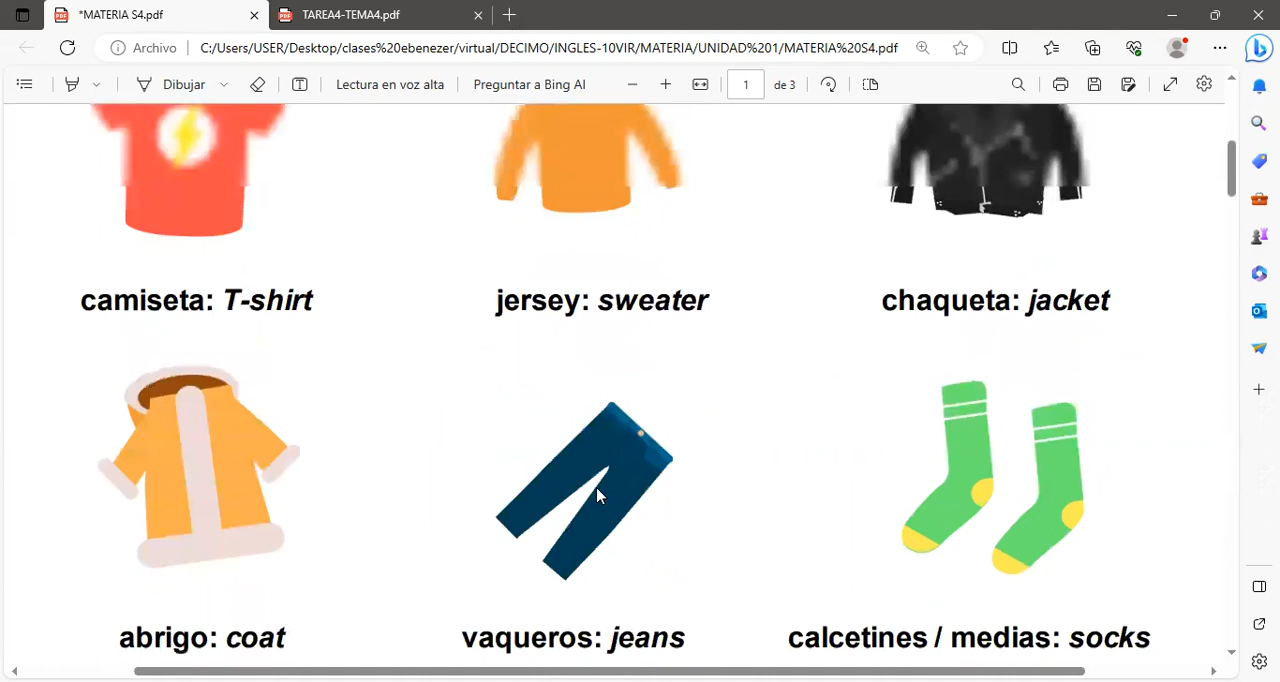 *MATERIA S4.pdf
TAREA4-TEMA4.pdf
Archivo
C:/Users/USER/Desktop/clases%20ebenezer/virtual/DECIMO/INGLES-10VIR/MATERIA/UNIDAD%201/MATERIA%20S4.pdf
Dibujar
Lectura en voz alta
Preguntar a Bing AI
1
de 3
camiseta: T-shirt
jersey: sweater
chaqueta: jacket
abrigo: coat
vaqueros: jeans
calcetines / medias: socks